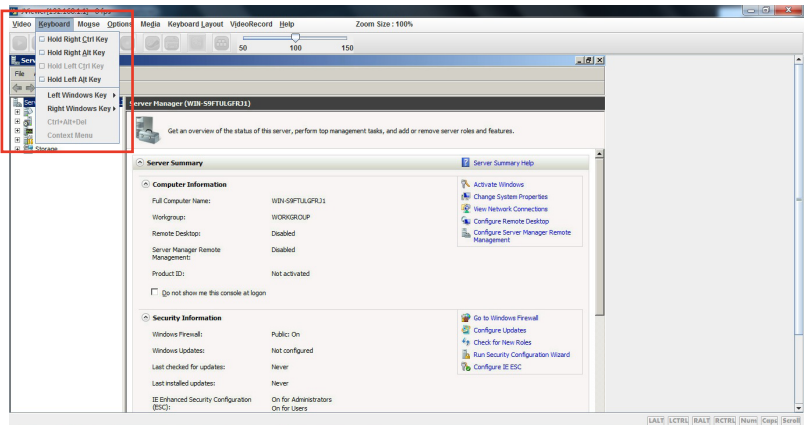 Video Keyboard Mouse Options Media Keyboard Layout VideoRecord Help Zoom Size : 100%
50 100 150
Hold Right Ctrl Key
Hold Right Alt Key
Hold Left Ctrl Key
Hold Left Alt Key
Left Windows Key
Right Windows Key
Ctrl+Alt+Del
Context Menu
File
Storage
Server Manager (WIN-S9FTULGFRJ1)
Get an overview of the status of this server, perform top management tasks, and add or remove server roles and features.
Server Summary
Server Summary Help
Computer Information
Full Computer Name: WIN-S9FTULGFRJ1
Workgroup: WORKGROUP
Remote Desktop: Disabled
Server Manager Remote Management: Disabled
Product ID: Not activated
Do not show me this console at logon
Activate Windows
Change System Properties
View Network Connections
Configure Remote Desktop
Configure Server Manager Remote
Management
Security Information
Windows Firewall: Public: On
Windows Updates: Not configured
Last checked for updates: Never
Last installed updates: Never
IE Enhanced Security Configuration (ESC): On for Administrators
On for Users
Go to Windows Firewall
Configure Updates
Check for New Roles
Run Security Configuration Wizard
Configure IE ESC
LALT LCTRL RALT RCTRL Num Caps Scroll